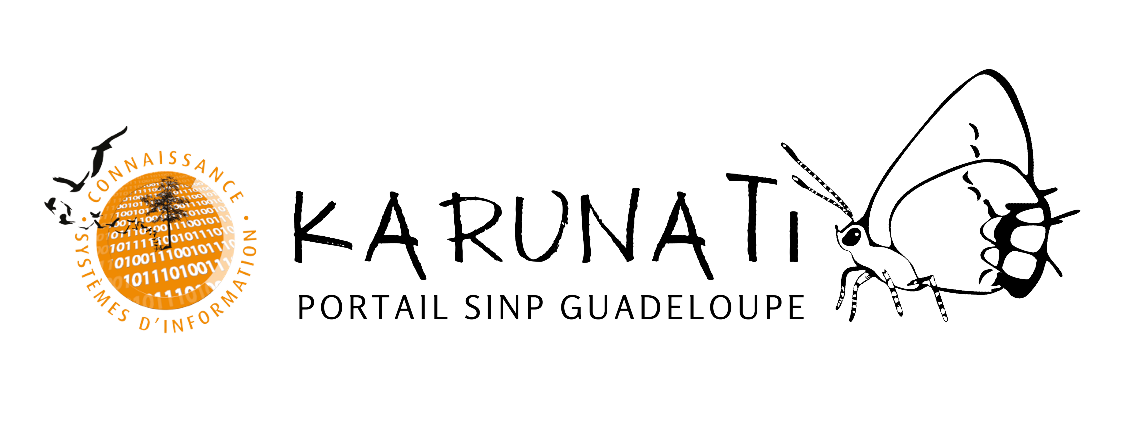 CONNAISSANCE
SYSTÈMES D'INFORMATION
KARUNATI
PORTAIL SINP GUADELOUPE